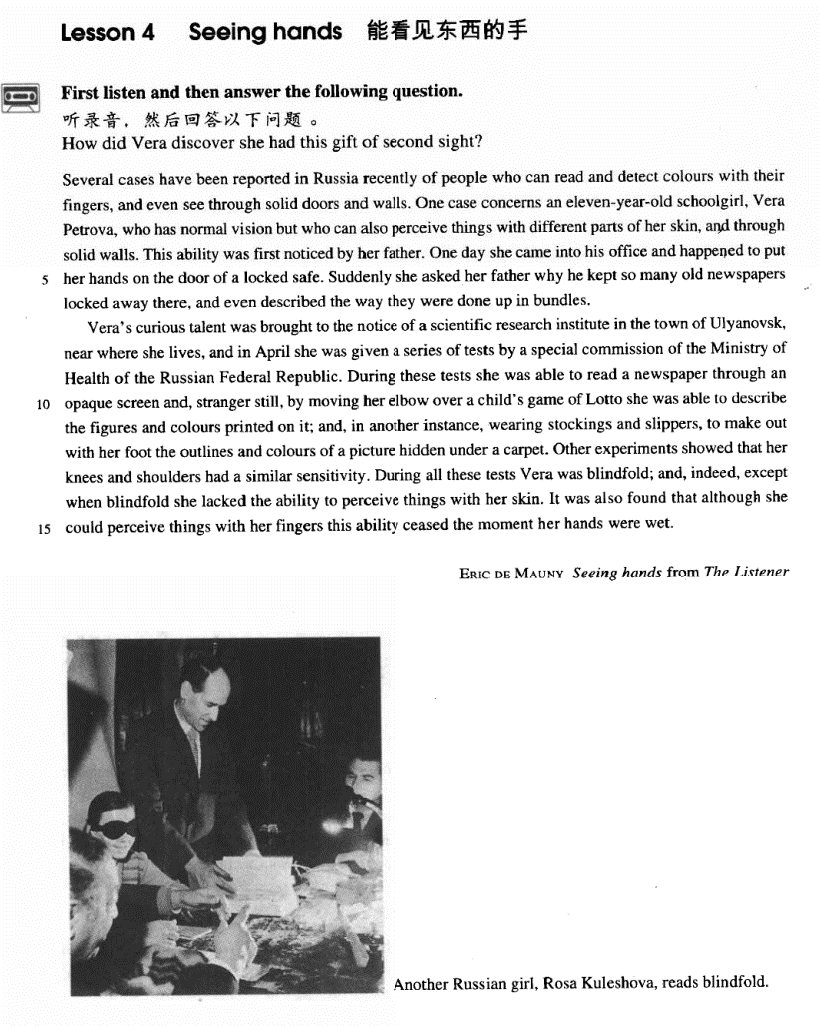 Lesson 4 Seeing hands 能看见东西的手
First listen and then answer the following question.
听录音，然后回答以下问题。
How did Vera discover she had this gift of second sight?
Several cases have been reported in Russia recently of people who can read and detect colours with their
fingers, and even see through solid doors and walls. One case concerns an eleven-year-old schoolgirl, Vera
Petrova, who has normal vision but who can also perceive things with different parts of her skin, and through
solid walls. This ability was first noticed by her father. One day she came into his office and happened to put
5 her hands on the door of a locked safe. Suddenly she asked her father why he kept so many old newspapers
locked away there, and even described the way they were done up in bundles.
Vera's curious talent was brought to the notice of a scientific research institute in the town of Ulyanovsk,
near where she lives, and in April she was given a series of tests by a special commission of the Ministry of
Health of the Russian Federal Republic. During these tests she was able to read a newspaper through an
10 opaque screen and, stranger still, by moving her elbow over a child's game of Lotto she was able to describe
the figures and colours printed on it; and, in another instance, wearing stockings and slippers, to make out
with her foot the outlines and colours of a picture hidden under a carpet. Other experiments showed that her
knees and shoulders had a similar sensitivity. During all these tests Vera was blindfold; and, indeed, except
when blindfold she lacked the ability to perceive things with her skin. It was also found that although she
15 could perceive things with her fingers this ability ceased the moment her hands were wet.
ERIC DE MAUNY Seeing hands from The Listener
Another Russian girl, Rosa Kuleshova, reads blindfold.